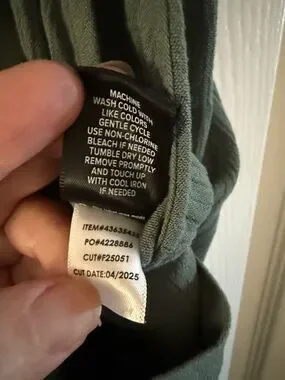 MACHINE
WASH COLD WITH
LIKE COLORS
GENTLE CYCLE
USE NON-CHLORINE
BLEACH IF NEEDED
TUMBLE DRY LOW
REMOVE PROMPTLY
AND TOUCH UP
WITH COOL IRON
IF NEEDED
PO#4228886
CUT#F25051
CUT DATE:04/2025